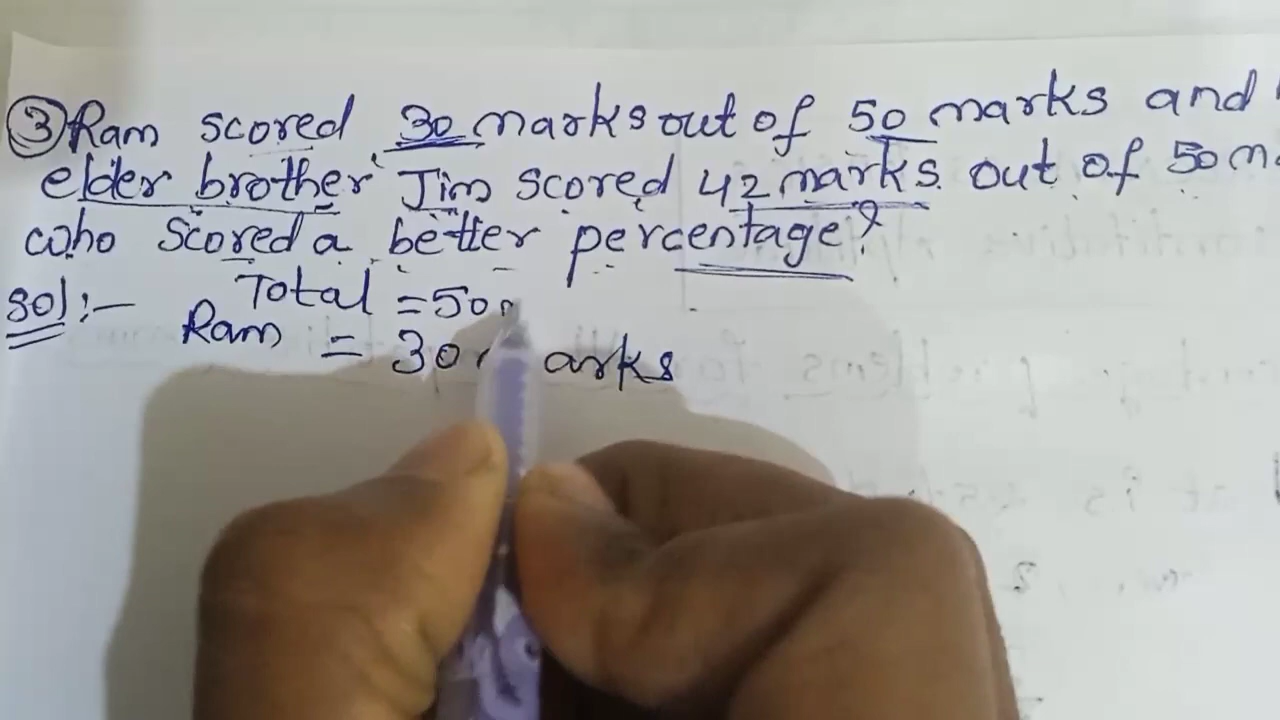 ③ Ram scored 30 marks out of 50 marks and
elder brother Jim scored 42 marks out of 50
who scored a better percentage?
Sol:- Total = 50
Ram = 30 marks